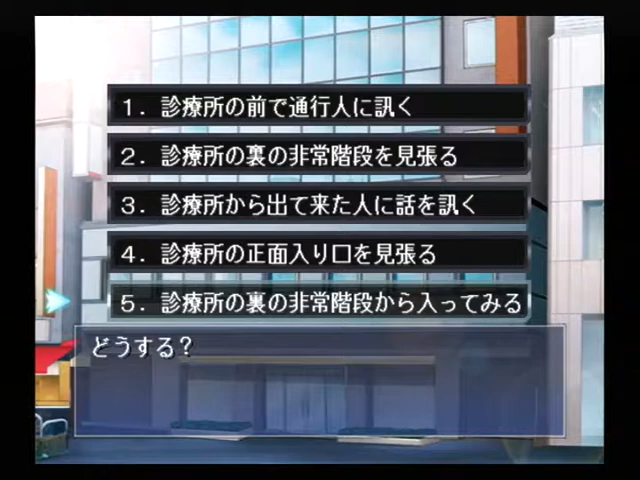 1．診療所の前で通行人に訊く
2．診療所の裏の非常階段を見張る
3．診療所から出て来た人に話を訊く
4．診療所の正面入り口を見張る
5．診療所の裏の非常階段から入ってみる
どうする？